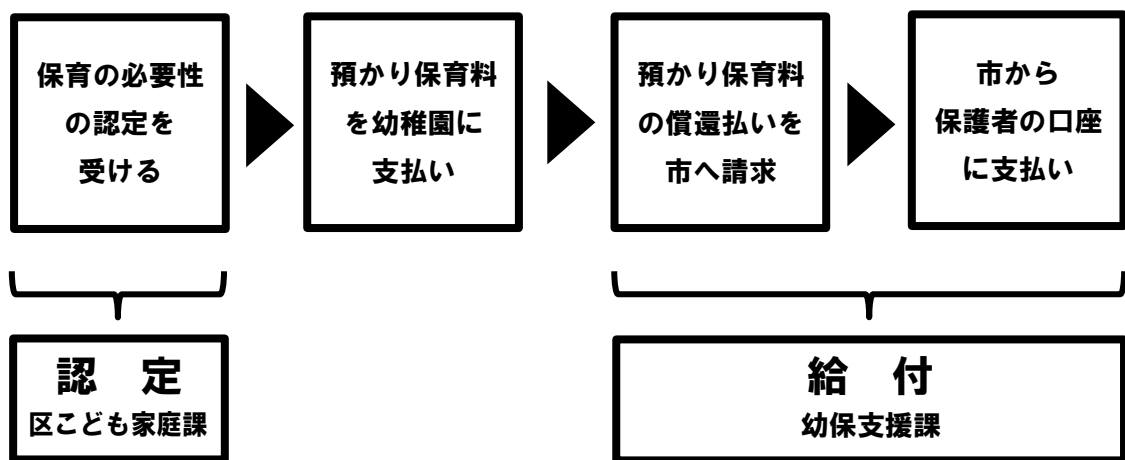 保育の必要性
の認定を
受ける
預かり保育料
を幼稚園に
支払い
預かり保育料
の償還払いを
市へ請求
市から
保護者の口座
に支払い
認 定
区こども家庭課
給 付
幼保支援課